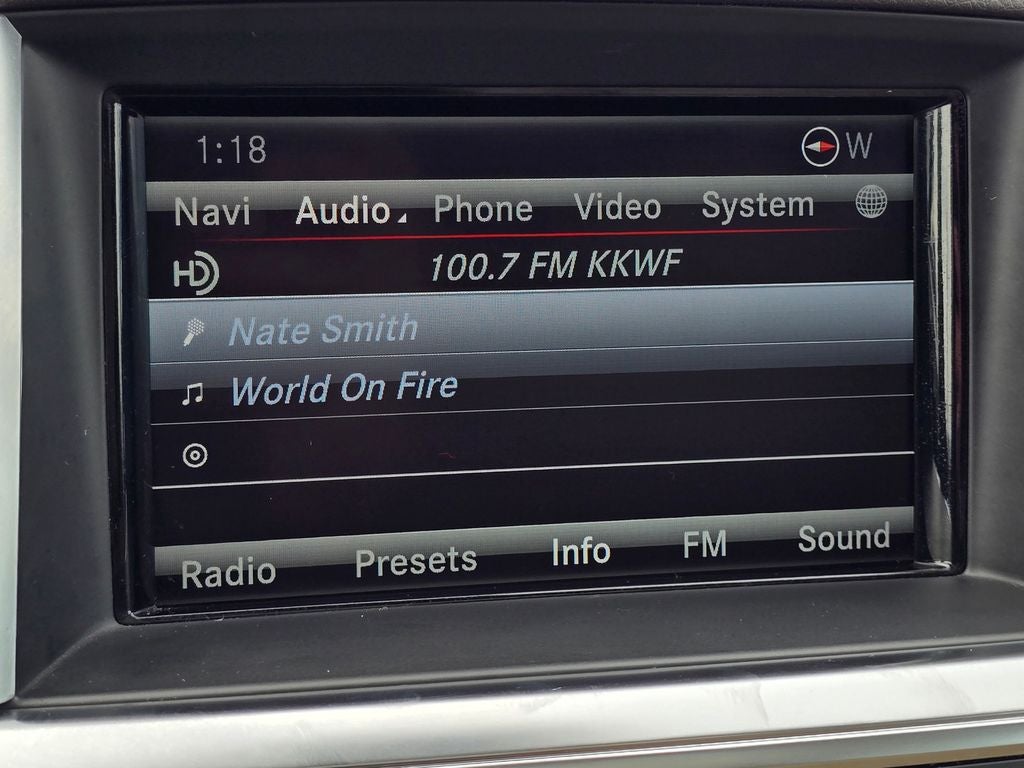 1:18 W
Navi Audio Phone Video System
HD 100.7 FM KKWF
Nate Smith
World On Fire
Radio Presets Info FM Sound